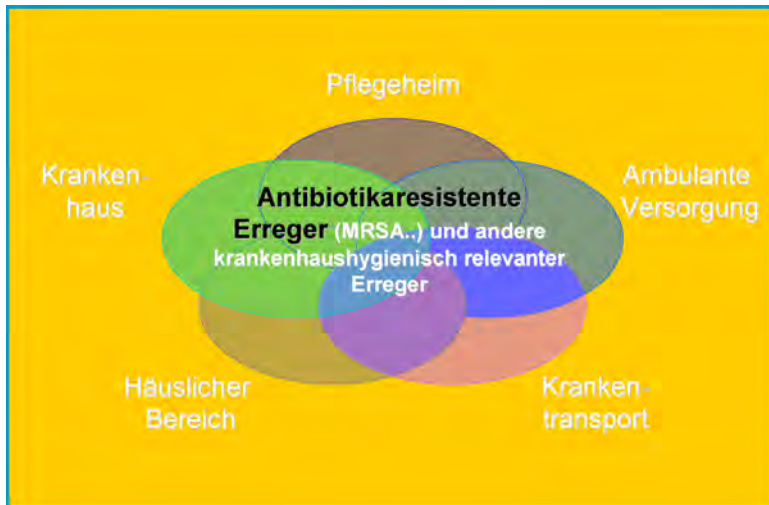 Pflegeheim
Kranken-
haus
Ambulante
Versorgung
Antibiotikaresistente
Erreger (MRSA..) und andere
krankenhaushygienisch relevanter
Erreger
Häuslicher
Bereich
Kranken-
transport